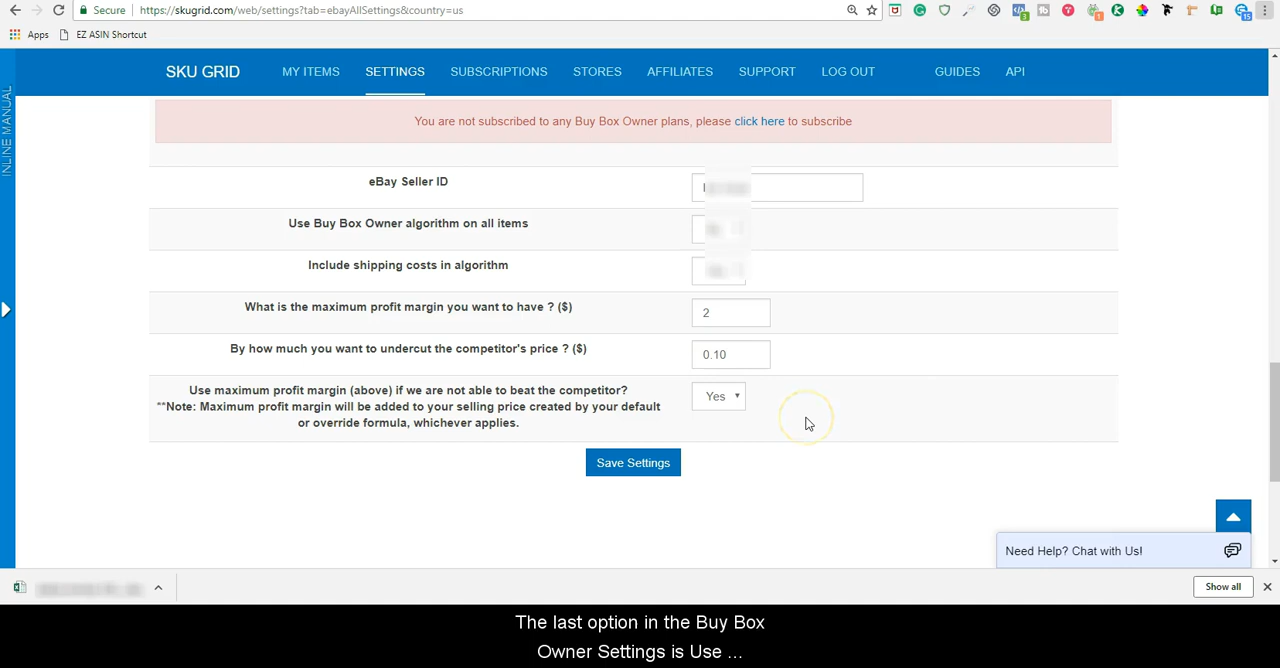 Secure
https://skugrid.com/web/settings?tab=ebayAllSettings&country=us
3
1
15
Apps
EZ ASIN Shortcut
SKU GRID
MY ITEMS
SETTINGS
SUBSCRIPTIONS
STORES
AFFILIATES
SUPPORT
LOG OUT
GUIDES
API
INLINE MANUAL
You are not subscribed to any Buy Box Owner plans, please click here to subscribe
eBay Seller ID
Use Buy Box Owner algorithm on all items
Include shipping costs in algorithm
What is the maximum profit margin you want to have ? ($)
2
By how much you want to undercut the competitor's price ? ($)
0.10
Use maximum profit margin (above) if we are not able to beat the competitor?
**Note: Maximum profit margin will be added to your selling price created by your default
or override formula, whichever applies.
Yes
Save Settings
Need Help? Chat with Us!
Show all
The last option in the Buy Box
Owner Settings is Use ...